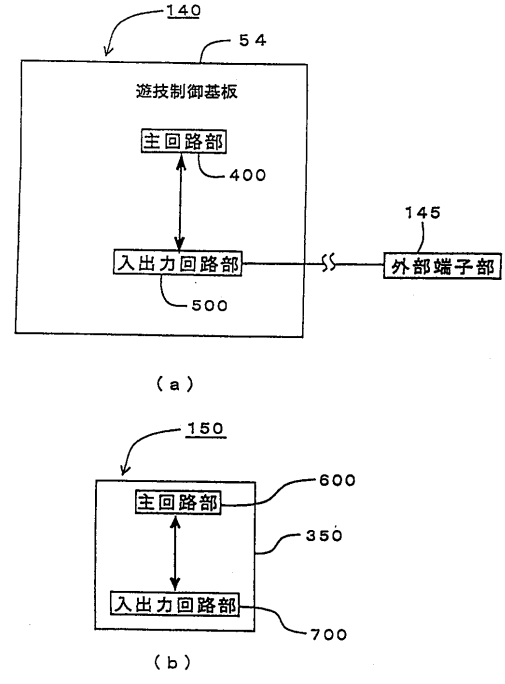 140
54
遊技制御基板
主回路部
400
145
入出力回路部
外部端子部
500
(a)
150
主回路部
600
350
入出力回路部
700
(b)